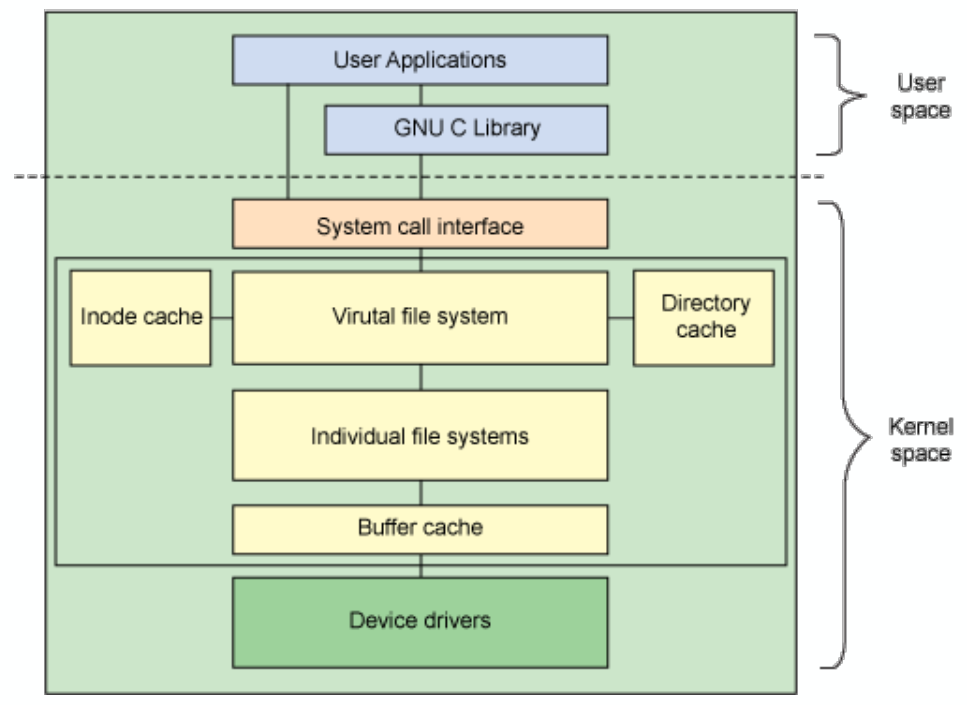 User Applications
User
space
GNU C Library
System call interface
Inode cache
Virutal file system
Directory
cache
Individual file systems
Kernel
space
Buffer cache
Device drivers